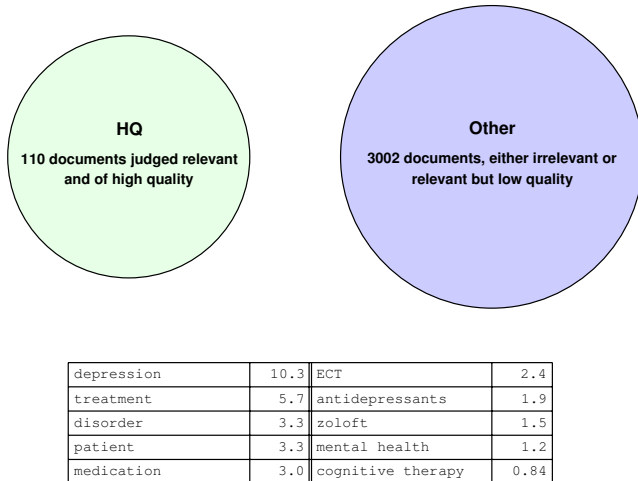 HQ
110 documents judged relevant
and of high quality
Other
3002 documents, either irrelevant or
relevant but low quality
depression 10.3 ECT 2.4
treatment 5.7 antidepressants 1.9
disorder 3.3 zoloft 1.5
patient 3.3 mental health 1.2
medication 3.0 cognitive therapy 0.84